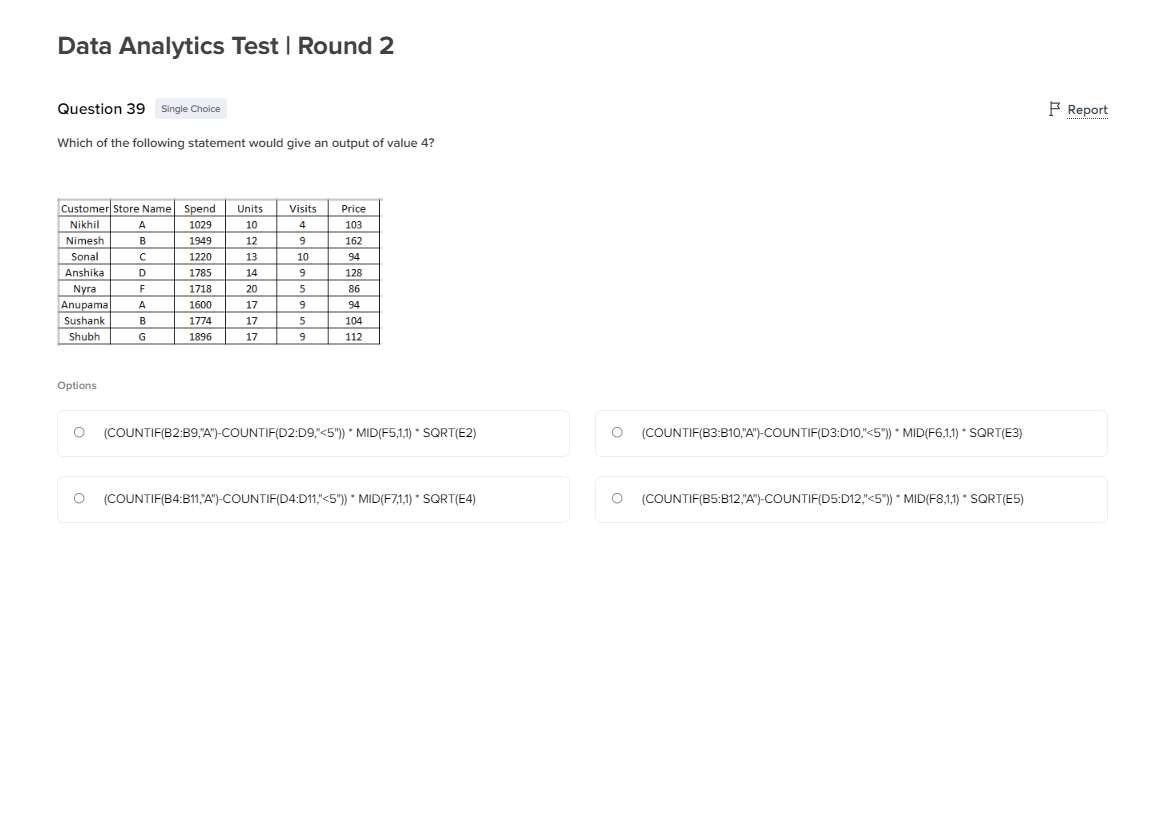 Data Analytics Test | Round 2
Question 39 Single Choice Report
Which of the following statement would give an output of value 4?
Customer Store Name Spend Units Visits Price
Nikhil A 1029 10 4 103
Nimesh B 1949 12 9 162
Sonal C 1220 13 10 94
Anshika D 1785 14 9 128
Nyra F 1718 20 5 86
Anupama A 1600 17 9 94
Sushank B 1774 17 5 104
Shubh G 1896 17 9 112
Options
(COUNTIF(B2:B9,"A")-COUNTIF(D2:D9,"<5")) * MID(F5,1,1) * SQRT(E2)
(COUNTIF(B3:B10,"A")-COUNTIF(D3:D10,"<5")) * MID(F6,1,1) * SQRT(E3)
(COUNTIF(B4:B11,"A")-COUNTIF(D4:D11,"<5")) * MID(F7,1,1) * SQRT(E4)
(COUNTIF(B5:B12,"A")-COUNTIF(D5:D12,"<5")) * MID(F8,1,1) * SQRT(E5)